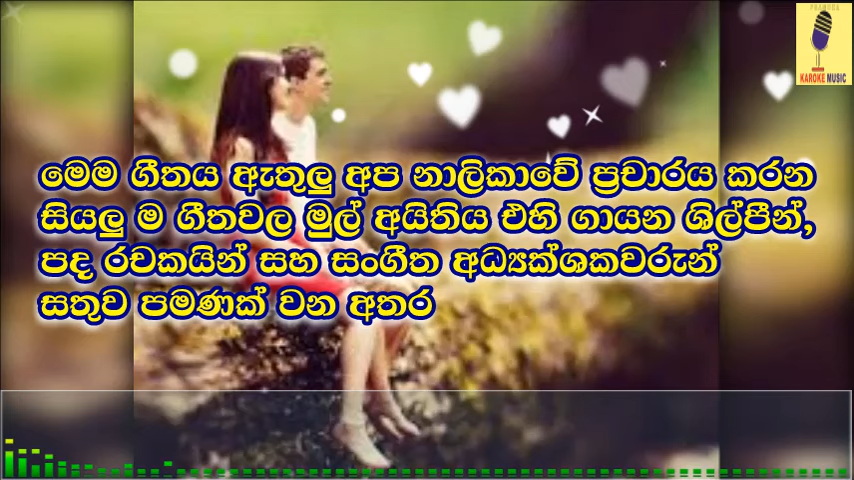 PRAMODA
KAROKE MUSIC
මෙම ගීතය ඇතුලු අප නාලිකාවේ ප්‍රචාරය කරන
සියලු ම ගීතවල මුල් අයිතිය එහි ගායන ශිල්පීන්,
පද රචකයින් සහ සංගීත අධ්‍යක්ශකවරුන්
සතුව පමණක් වන අතර